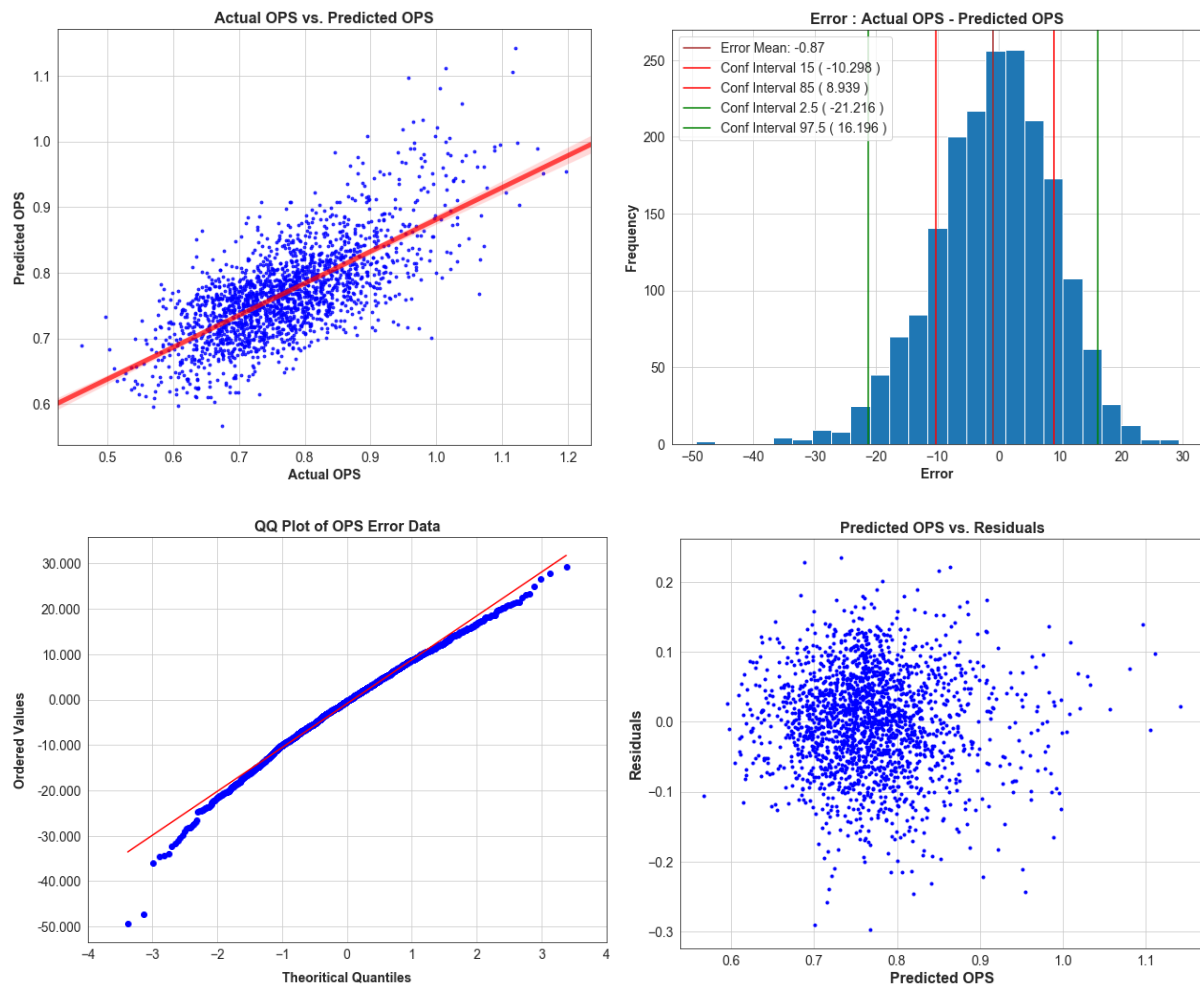 Actual OPS vs. Predicted OPS
1.1
1.0
0.9
0.8
0.7
0.6
Predicted OPS
0.5 0.6 0.7 0.8 0.9 1.0 1.1 1.2
Actual OPS
Error : Actual OPS - Predicted OPS
Error Mean: -0.87
Conf Interval 15 ( -10.298 )
Conf Interval 85 ( 8.939 )
Conf Interval 2.5 ( -21.216 )
Conf Interval 97.5 ( 16.196 )
250
200
150
100
50
0
Frequency
−50 −40 −30 −20 −10 0 10 20 30
Error
QQ Plot of OPS Error Data
30.000
20.000
10.000
0.000
-10.000
-20.000
-30.000
-40.000
-50.000
Ordered Values
−4 −3 −2 −1 0 1 2 3 4
Theoritical Quantiles
Predicted OPS vs. Residuals
0.2
0.1
0.0
−0.1
−0.2
−0.3
Residuals
0.6 0.7 0.8 0.9 1.0 1.1
Predicted OPS